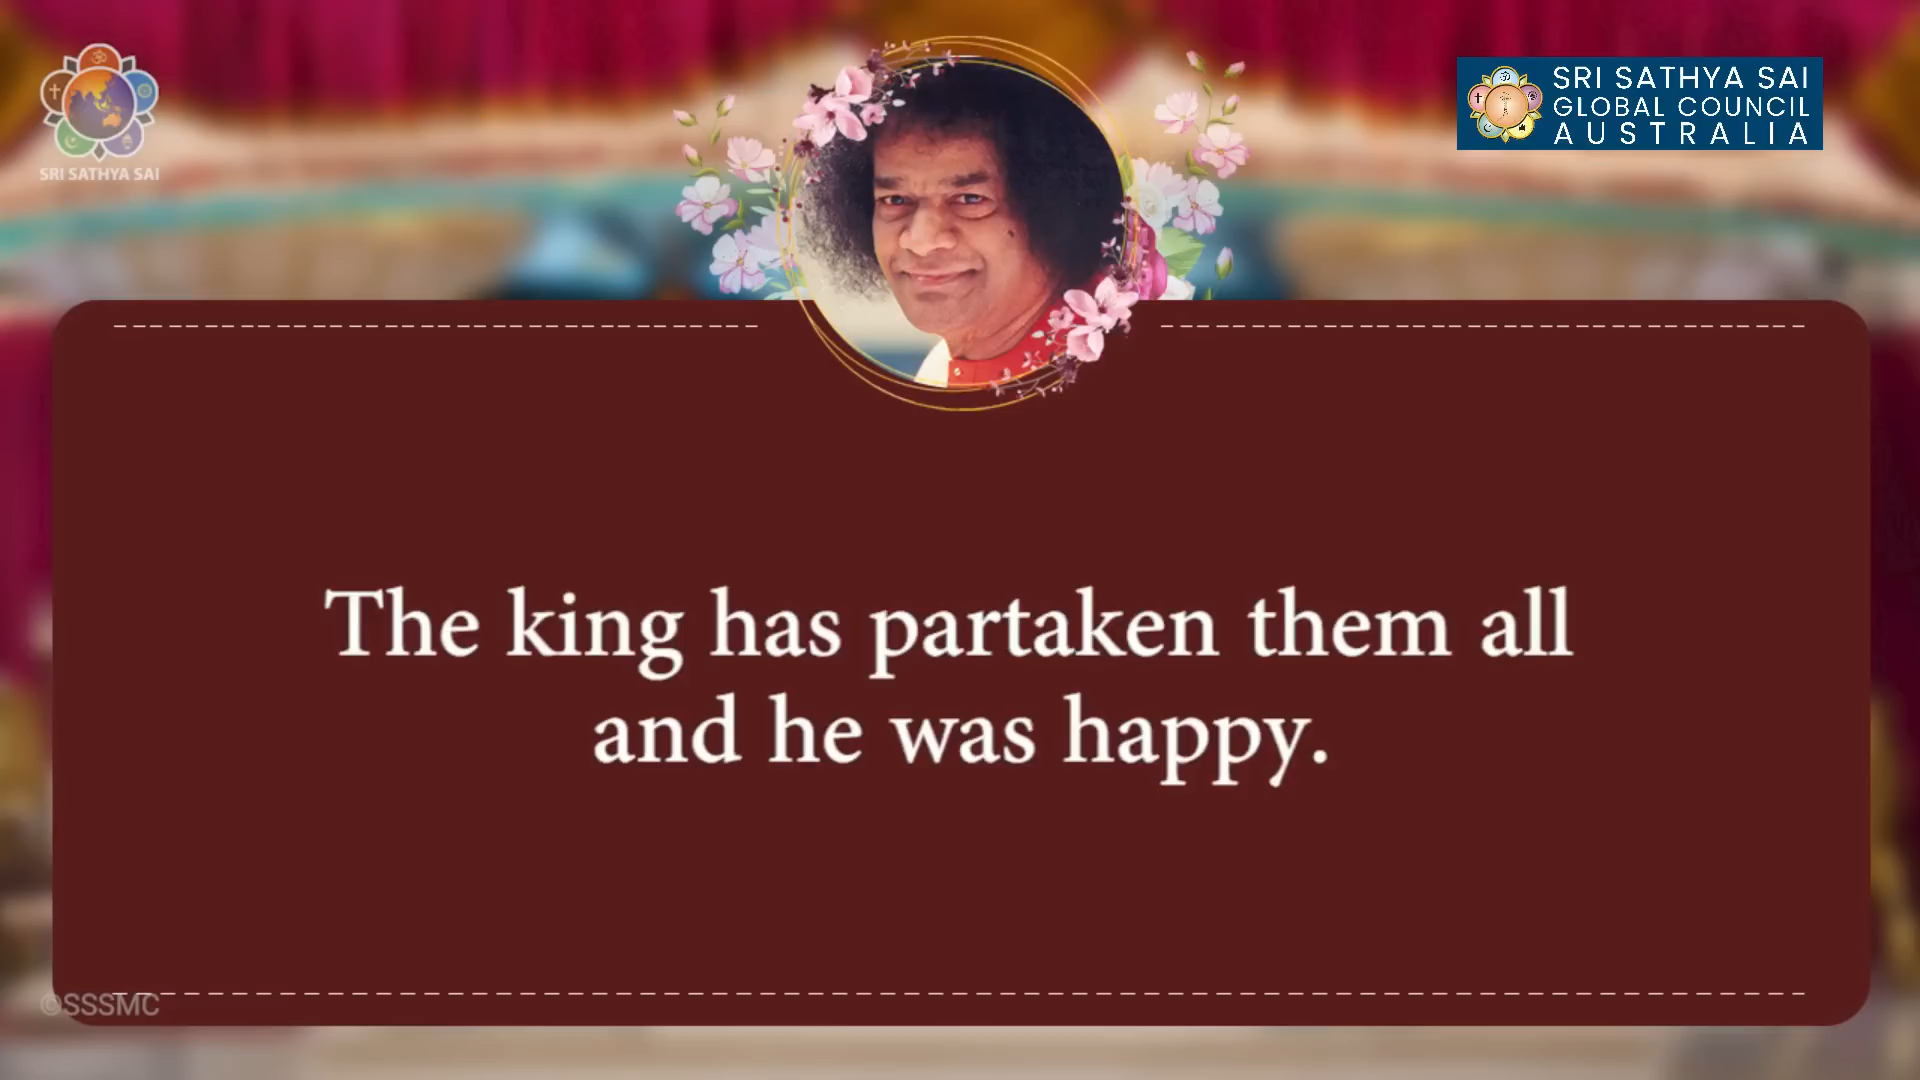 SRI SATHYA SAI
SRI SATHYA SAI
GLOBAL COUNCIL
AUSTRALIA
The king has partaken them all
and he was happy.
©SSSMC